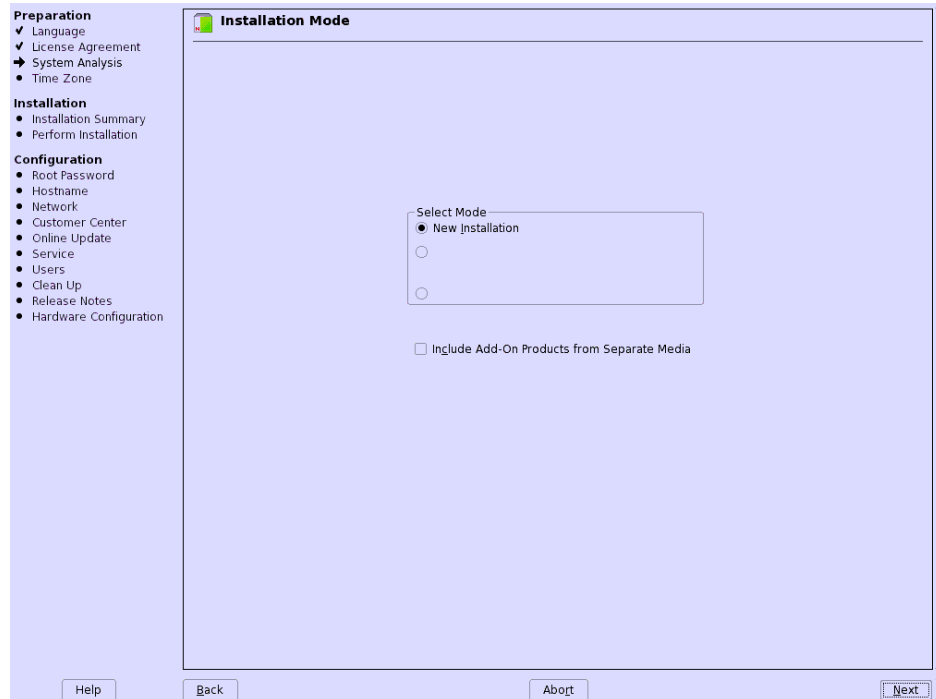 Preparation
Language
License Agreement
System Analysis
Time Zone
Installation
Installation Summary
Perform Installation
Configuration
Root Password
Hostname
Network
Customer Center
Online Update
Service
Users
Clean Up
Release Notes
Hardware Configuration
Installation Mode
Select Mode
New Installation
Include Add-On Products from Separate Media
Help
Back
Abort
Next